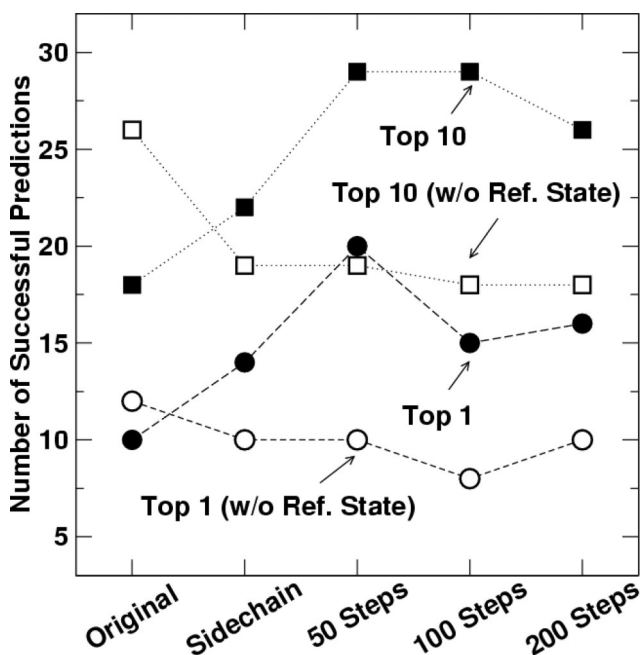 Number of Successful Predictions
30
25
20
15
10
5
Top 10
Top 10 (w/o Ref. State)
Top 1
Top 1 (w/o Ref. State)
Original
Sidechain
50 Steps
100 Steps
200 Steps